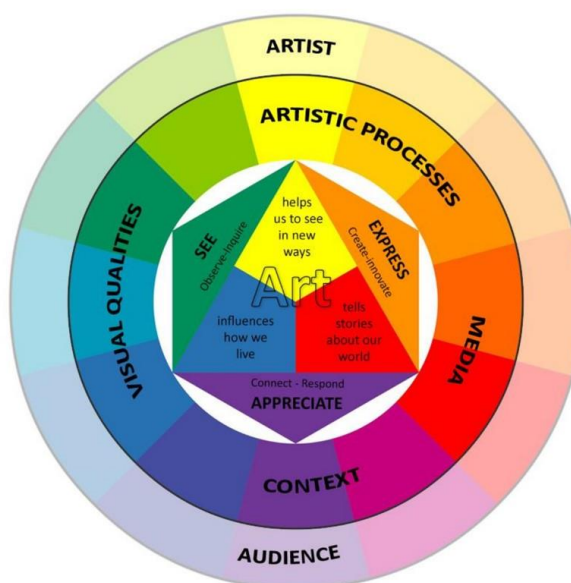 ARTIST
ARTISTIC PROCESSES
helps
us to see
in new
ways
SEE
Observe-Inquire
EXPRESS
Create-innovate
Art
influences
how we
live
tells
stories
about our
world
VISUAL QUALITIES
MEDIA
Connect - Respond
APPRECIATE
CONTEXT
AUDIENCE